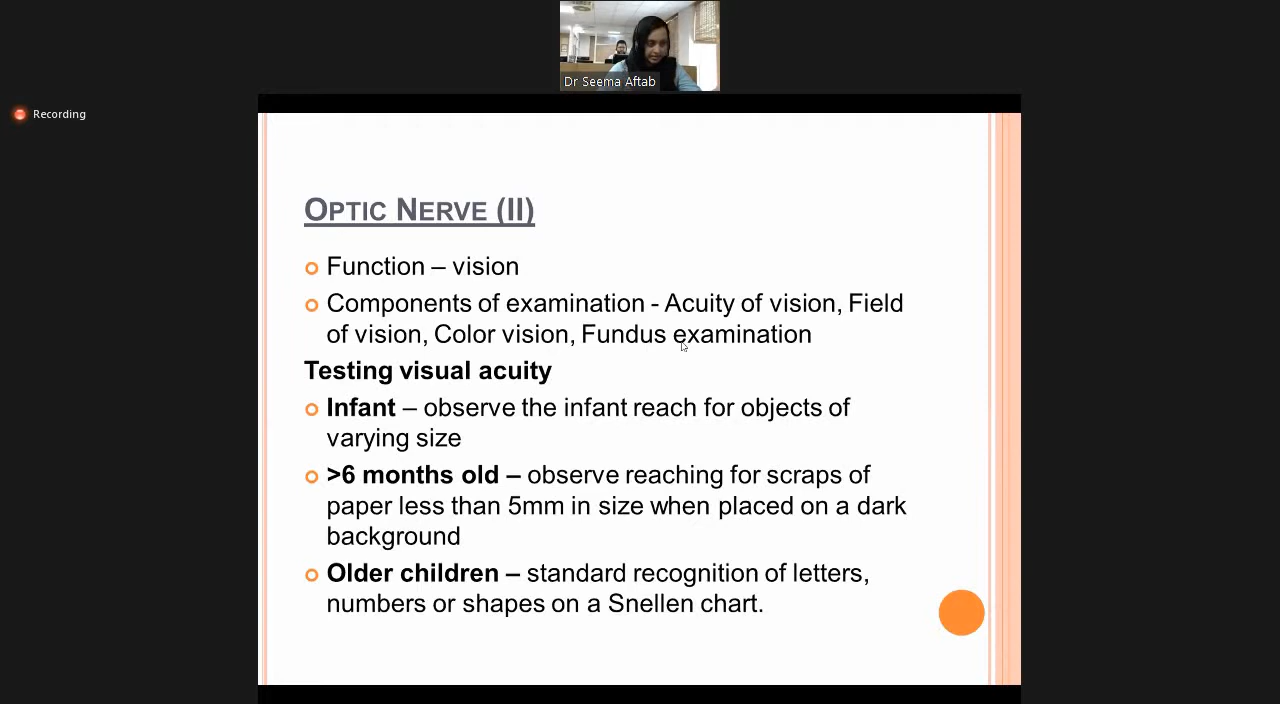 Dr Seema Aftab
Recording
OPTIC NERVE (II)
Function – vision
Components of examination - Acuity of vision, Field
of vision, Color vision, Fundus examination
Testing visual acuity
Infant – observe the infant reach for objects of
varying size
>6 months old – observe reaching for scraps of
paper less than 5mm in size when placed on a dark
background
Older children – standard recognition of letters,
numbers or shapes on a Snellen chart.